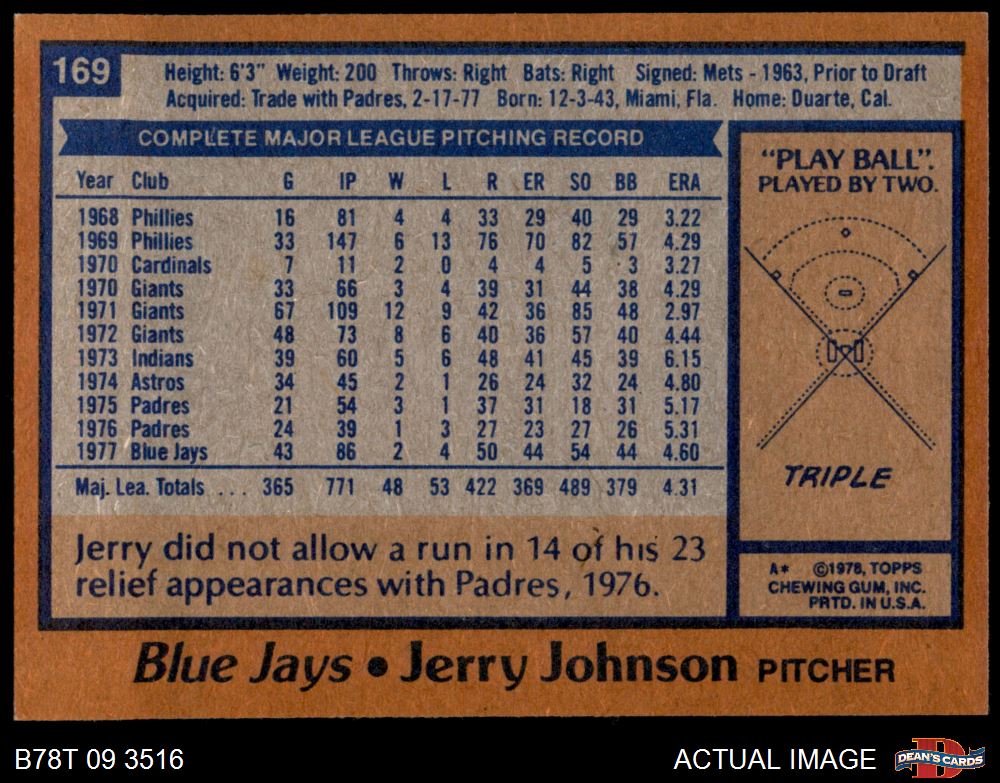 169
Height: 6'3" Weight: 200 Throws: Right Bats: Right Signed: Mets - 1963, Prior to Draft
Acquired: Trade with Padres, 2-17-77 Born: 12-3-43, Miami, Fla. Home: Duarte, Cal.
COMPLETE MAJOR LEAGUE PITCHING RECORD
Year Club G IP W L R ER SO BB ERA
1968 Phillies 16 81 4 4 33 29 40 29 3.22
1969 Phillies 33 147 6 13 76 70 82 57 4.29
1970 Cardinals 7 11 2 0 4 4 5 3 3.27
1970 Giants 33 66 3 4 39 31 44 38 4.29
1971 Giants 67 109 12 9 42 36 85 48 2.97
1972 Giants 48 73 8 6 40 36 57 40 4.44
1973 Indians 39 60 5 6 48 41 45 39 6.15
1974 Astros 34 45 2 1 26 24 32 24 4.80
1975 Padres 21 54 3 1 37 31 18 31 5.17
1976 Padres 24 39 1 3 27 23 27 26 5.31
1977 Blue Jays 43 86 2 4 50 44 54 44 4.60
Maj. Lea. Totals ... 365 771 48 53 422 369 489 379 4.31
Jerry did not allow a run in 14 of his 23
relief appearances with Padres, 1976.
"PLAY BALL".
PLAYED BY TWO.
TRIPLE
A* ©1978, TOPPS
CHEWING GUM, INC.
PRTD. IN U.S.A.
Blue Jays • Jerry Johnson PITCHER
B78T 09 3516
ACTUAL IMAGE
D
DEAN'S CARDS